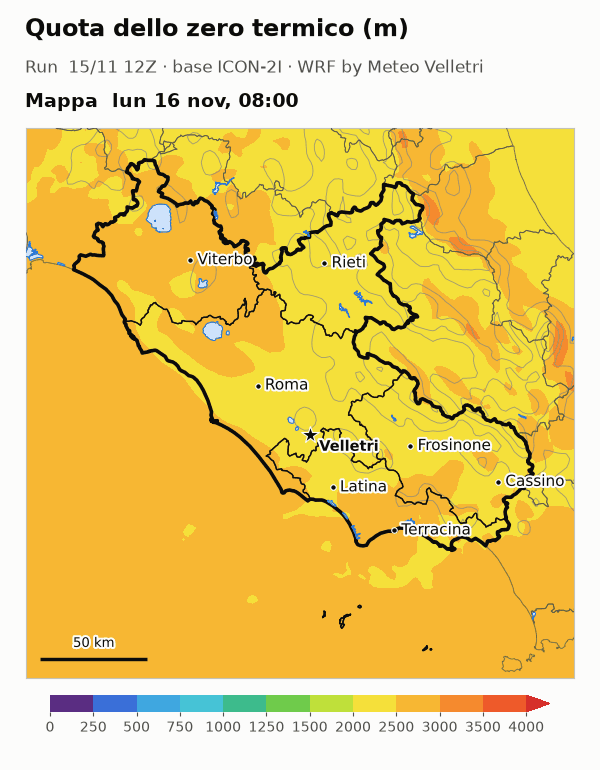 Quota dello zero termico (m)
Run  15/11 12Z · base ICON-2I · WRF by Meteo Velletri
Mappa  lun 16 nov, 08:00
Viterbo
Rieti
Roma
Velletri
Frosinone
Cassino
Latina
Terracina
50 km
0 250 500 750 1000 1250 1500 2000 2500 3000 3500 4000